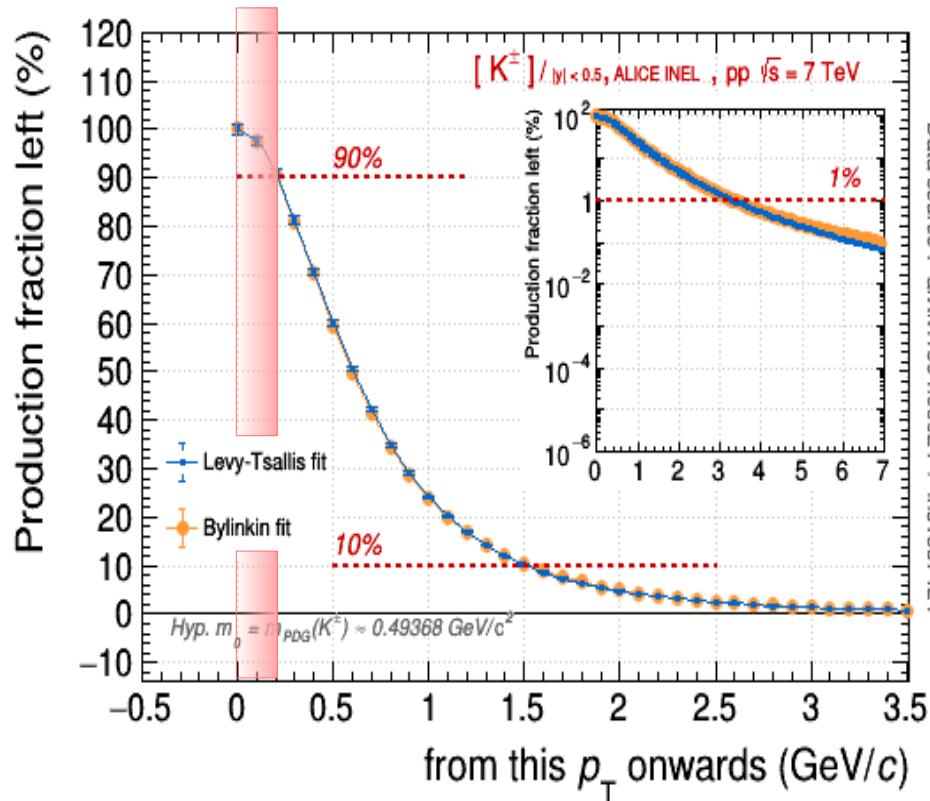 120
110
100
90
80
70
60
50
40
30
20
10
0
−10
Production fraction left (%)
[ K± ] / |y| < 0.5, ALICE INEL , pp √s = 7 TeV
90%
10%
Levy-Tsallis fit
Bylinkin fit
Hyp. m0 = mPDG(K±) ≈ 0.49368 GeV/c²
−0.5 0 0.5 1 1.5 2 2.5 3 3.5
from this pT onwards (GeV/c)
Production fraction left (%)
10²
1
10−2
10−4
10−6
1%
0 1 2 3 4 5 6 7